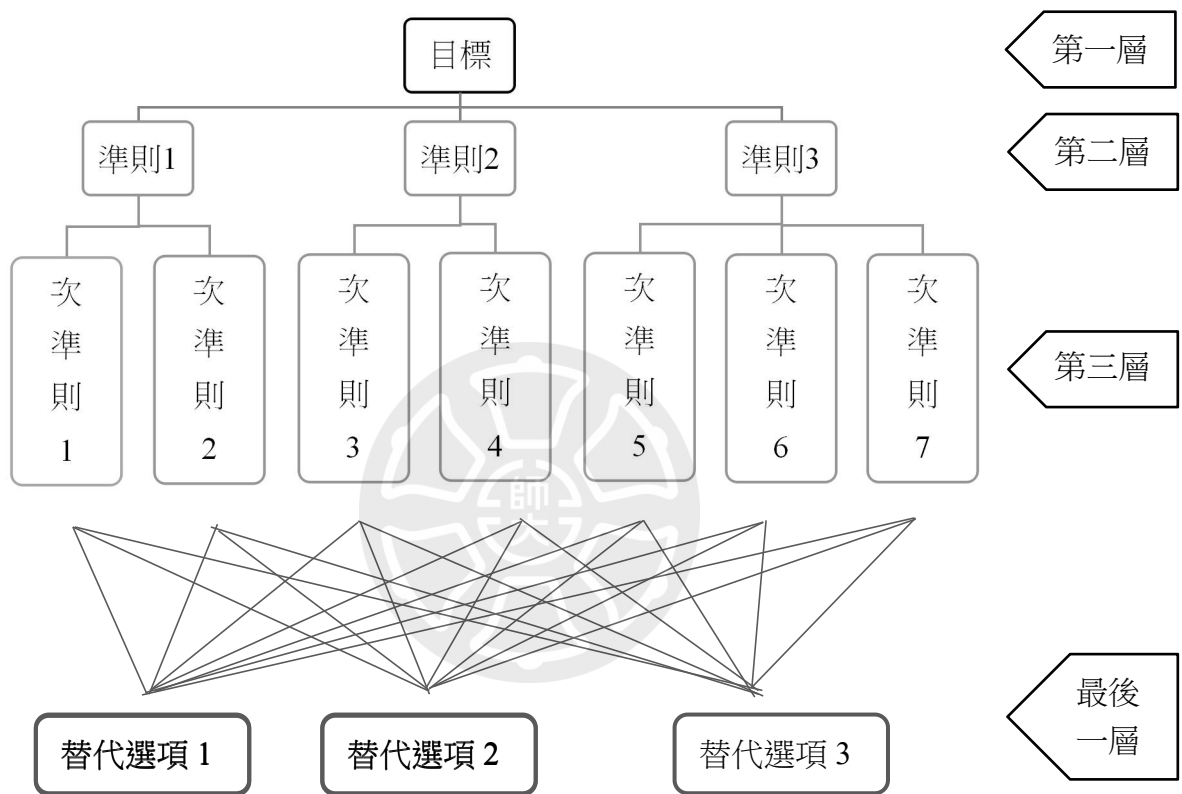 目標
第一層
準則1
準則2
準則3
第二層
次準則1
次準則2
次準則3
次準則4
次準則5
次準則6
次準則7
第三層
師大
替代選項 1
替代選項 2
替代選項 3
最後
一層